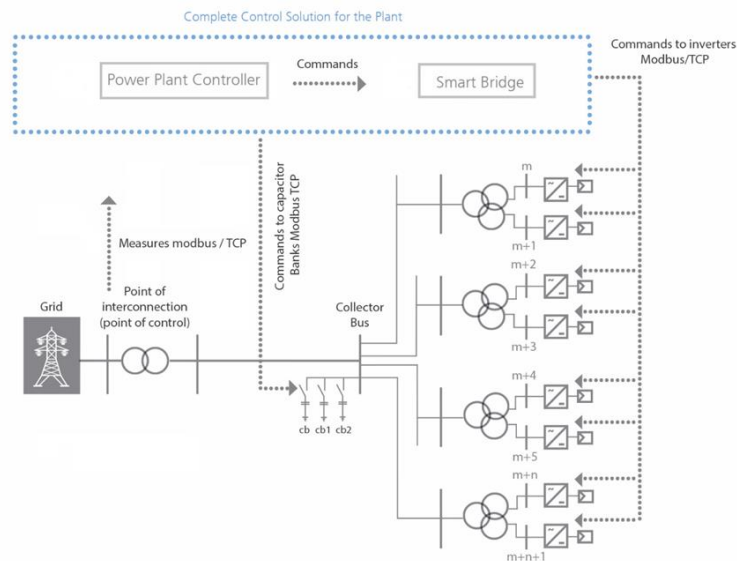 Complete Control Solution for the Plant
Commands to inverters
Modbus/TCP
Power Plant Controller
Commands
Smart Bridge
Commands to capacitor
Banks Modbus TCP
Measures modbus / TCP
Grid
Point of
interconnection
(point of control)
Collector
Bus
cb
cb1
cb2
m
m+1
m+2
m+3
m+4
m+5
m+n
m+n+1